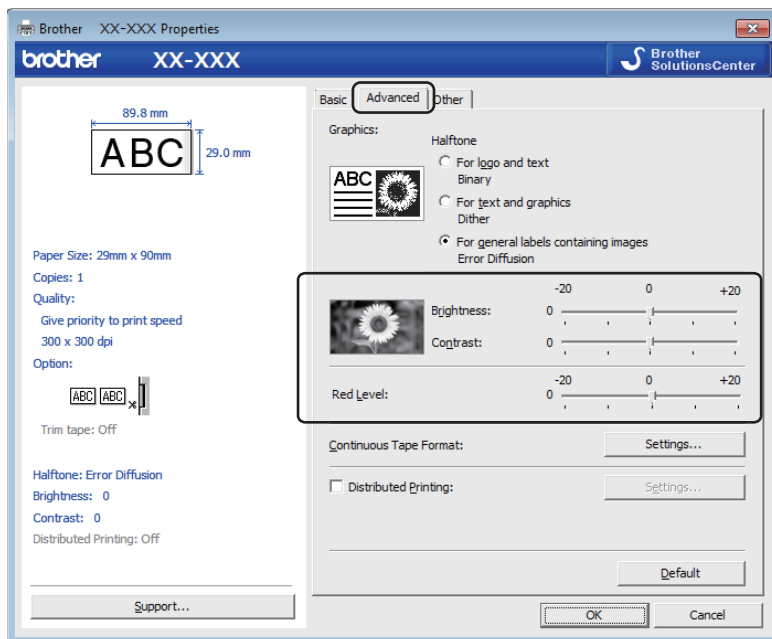 Brother XX-XXX Properties
brother XX-XXX
Brother
SolutionsCenter
89.8 mm
ABC
29.0 mm
Paper Size: 29mm x 90mm
Copies: 1
Quality:
Give priority to print speed
300 x 300 dpi
Option:
ABC ABC
Trim tape: Off
Halftone: Error Diffusion
Brightness: 0
Contrast: 0
Distributed Printing: Off
Support...
Basic Advanced Other
Graphics:
ABC
Halftone
For logo and text
Binary
For text and graphics
Dither
For general labels containing images
Error Diffusion
-20 0 +20
Brightness: 0
Contrast: 0
-20 0 +20
Red Level: 0
Continuous Tape Format: Settings...
Distributed Printing: Settings...
Default
OK Cancel